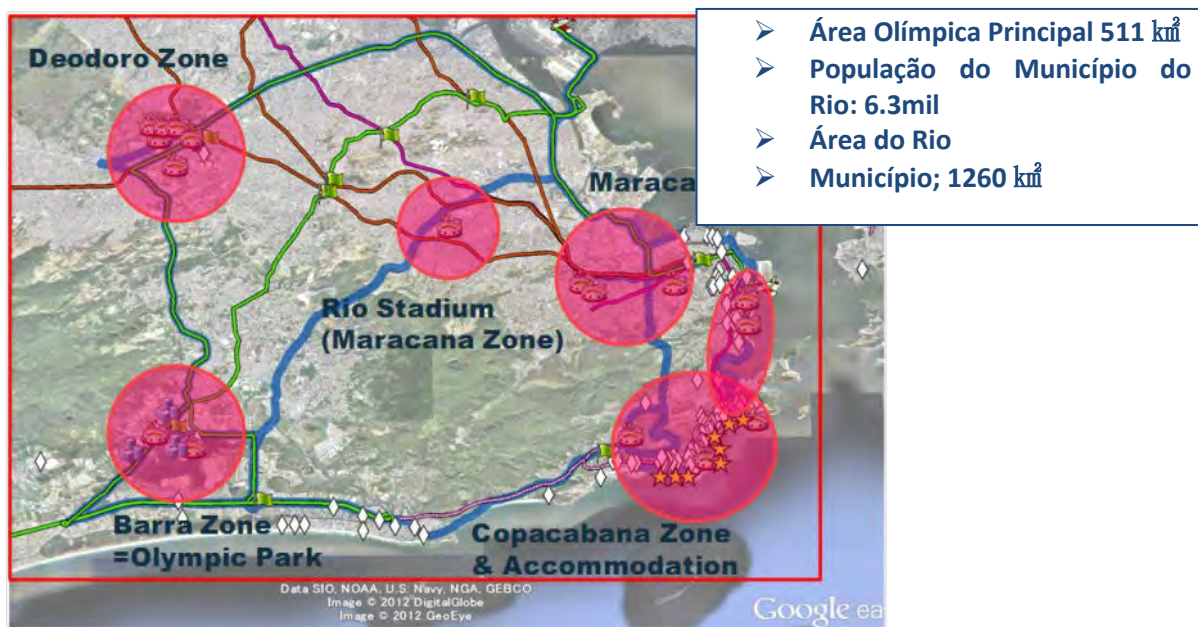 Deodoro Zone
➢ Área Olímpica Principal 511 ㎢
➢ População do Município do
Rio: 6.3mil
➢ Área do Rio
➢ Município; 1260 ㎢
Maraca
Rio Stadium
(Maracana Zone)
Barra Zone
=Olympic Park
Copacabana Zone
& Accommodation
Data SIO, NOAA, U.S. Navy, NGA, GEBCO
Image © 2012 DigitalGlobe
Image © 2012 GeoEye
Google ea